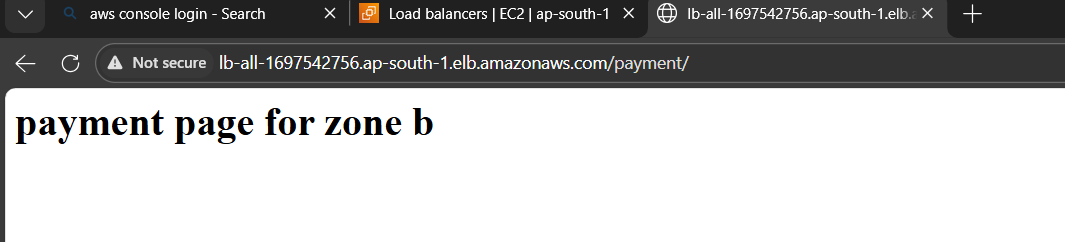 aws console login - Search
Load balancers | EC2 | ap-south-1
lb-all-1697542756.ap-south-1.elb.a
Not secure
lb-all-1697542756.ap-south-1.elb.amazonaws.com/payment/
payment page for zone b